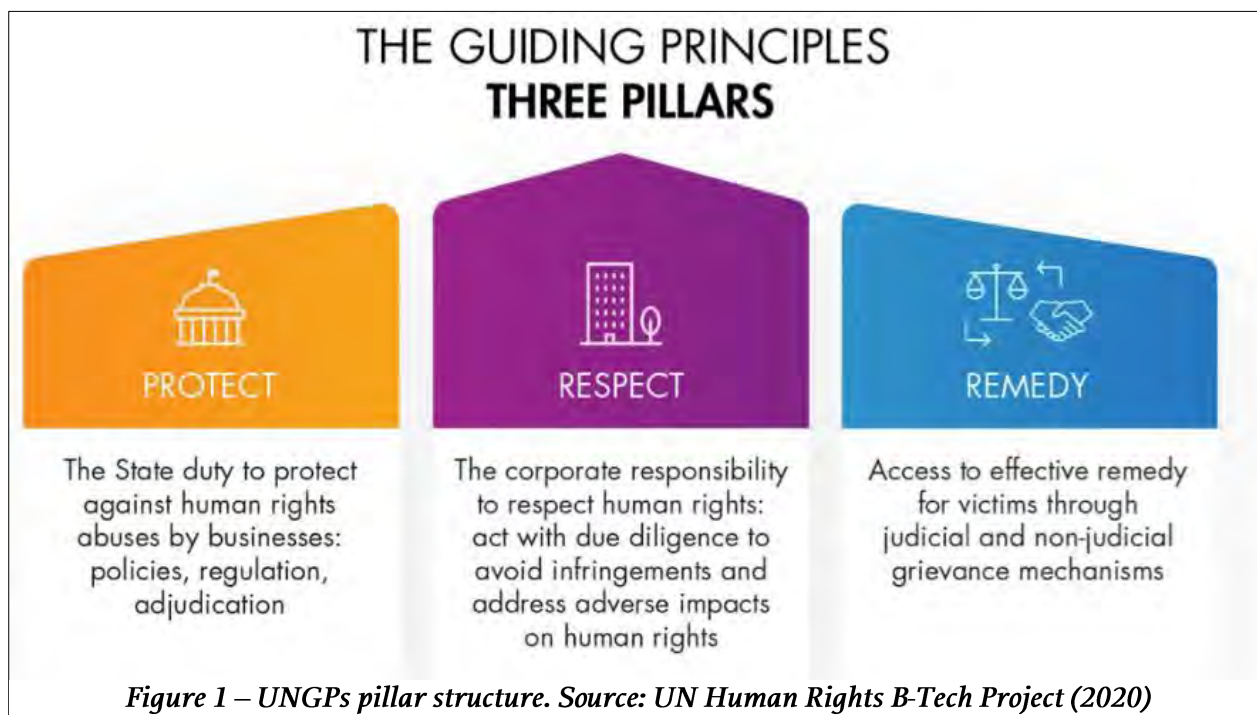 THE GUIDING PRINCIPLES
THREE PILLARS
PROTECT
The State duty to protect
against human rights
abuses by businesses:
policies, regulation,
adjudication
RESPECT
The corporate responsibility
to respect human rights:
act with due diligence to
avoid infringements and
address adverse impacts
on human rights
REMEDY
Access to effective remedy
for victims through
judicial and non-judicial
grievance mechanisms
Figure 1 – UNGPs pillar structure. Source: UN Human Rights B-Tech Project (2020)